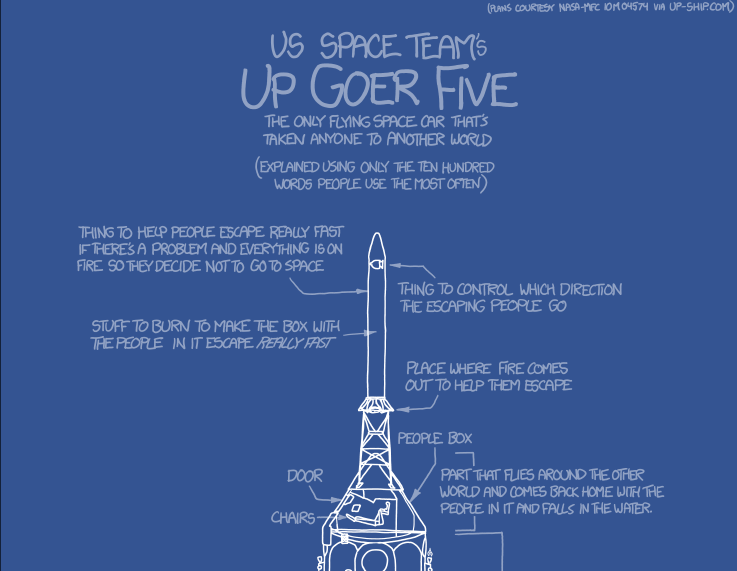 (PLANS COURTESY NASA-MFC 10M04574 VIA UP-SHIP.COM)
US SPACE TEAM'S
UP GOER FIVE
THE ONLY FLYING SPACE CAR THAT'S
TAKEN ANYONE TO ANOTHER WORLD
(EXPLAINED USING ONLY THE TEN HUNDRED
WORDS PEOPLE USE THE MOST OFTEN)
THING TO HELP PEOPLE ESCAPE REALLY FAST
IF THERE'S A PROBLEM AND EVERYTHING IS ON
FIRE SO THEY DECIDE NOT TO GO TO SPACE
THING TO CONTROL WHICH DIRECTION
THE ESCAPING PEOPLE GO
STUFF TO BURN TO MAKE THE BOX WITH
THE PEOPLE IN IT ESCAPE REALLY FAST
PLACE WHERE FIRE COMES
OUT TO HELP THEM ESCAPE
PEOPLE BOX
DOOR
PART THAT FLIES AROUND THE OTHER
WORLD AND COMES BACK HOME WITH THE
PEOPLE IN IT AND FALLS IN THE WATER.
CHAIRS